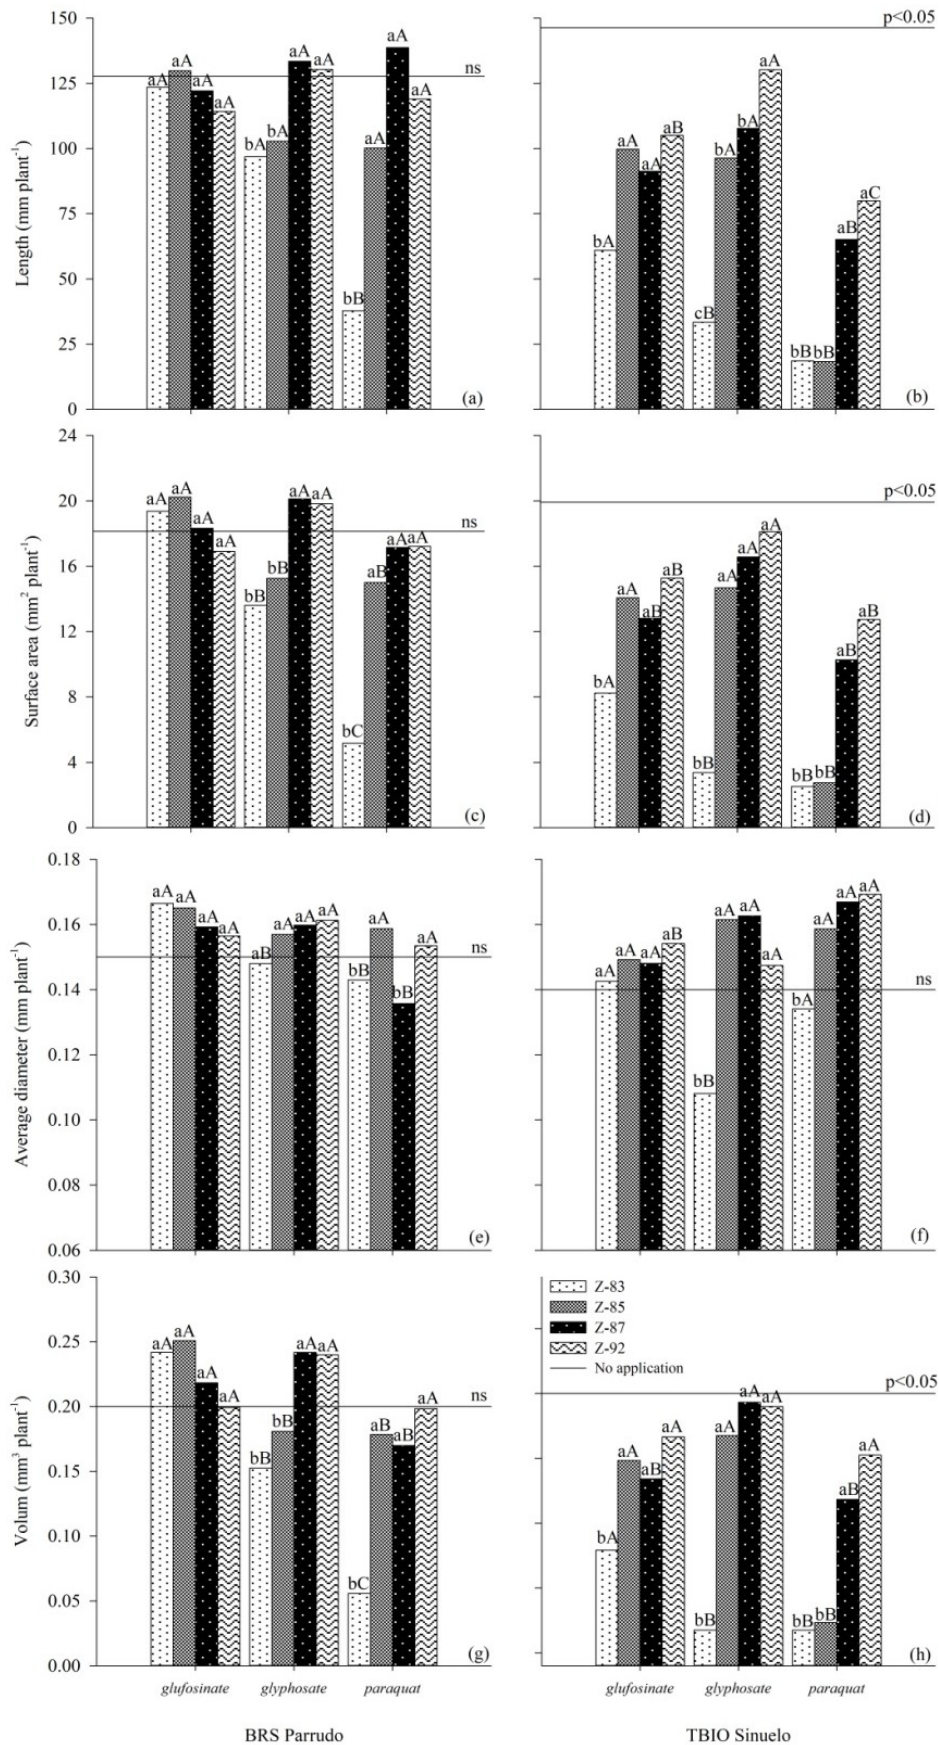 150
125
100
75
50
25
0
Length (mm plant⁻¹)
aA aA aA aA
bA bA aA aA
bB aA aA aA
ns
(a)
p<0.05
bA aA aA aB
cB bA bA aA
bB bB aB aC
(b)
24
20
16
12
8
4
0
Surface area (mm² plant⁻¹)
aA aA aA aA
bB bB aA aA
bC aB aA aA
ns
(c)
p<0.05
bA aA aB aB
bB aA aA aA
bB bB aB aB
(d)
0.18
0.16
0.14
0.12
0.10
0.08
0.06
Average diameter (mm plant⁻¹)
aA aA aA aA
aB aA aA aA
bB aA bB aA
ns
(e)
aA aA aA aB
bB aA aA aA
bA aA aA aA
ns
(f)
0.30
0.25
0.20
0.15
0.10
0.05
0.00
Volum (mm³ plant⁻¹)
aA aA aA aA
bB bB aA aA
bC aB aB aA
ns
(g)
Z-83
Z-85
Z-87
Z-92
No application
p<0.05
bA aA aB aA
bB aA aA aA
bB bB aB aA
(h)
glufosinate glyphosate paraquat
glufosinate glyphosate paraquat
BRS Parrudo
TBIO Sinuelo